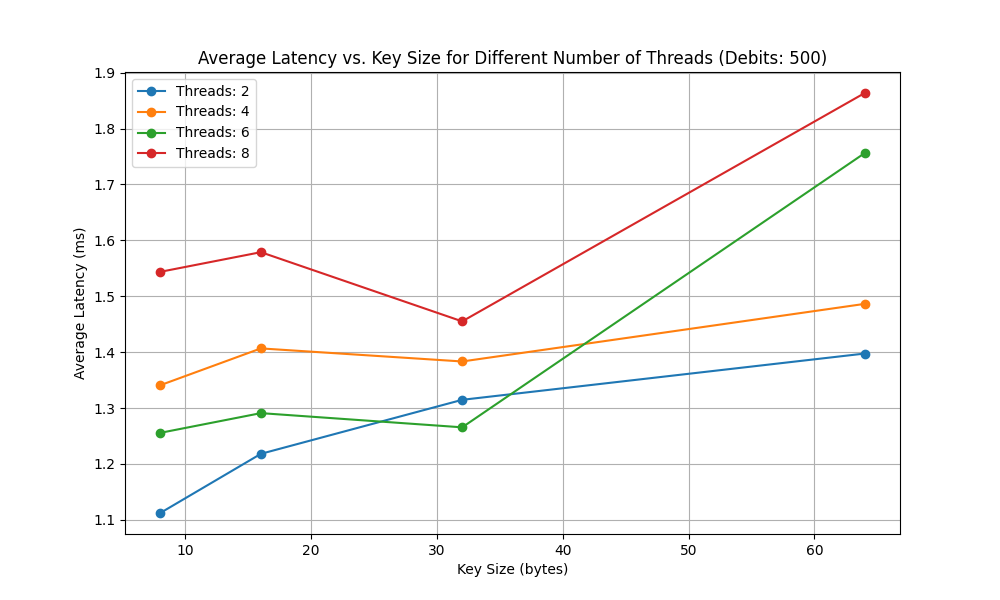 Average Latency vs. Key Size for Different Number of Threads (Debits: 500)
Threads: 2
Threads: 4
Threads: 6
Threads: 8
Average Latency (ms)
1.9
1.8
1.7
1.6
1.5
1.4
1.3
1.2
1.1
10 20 30 40 50 60
Key Size (bytes)